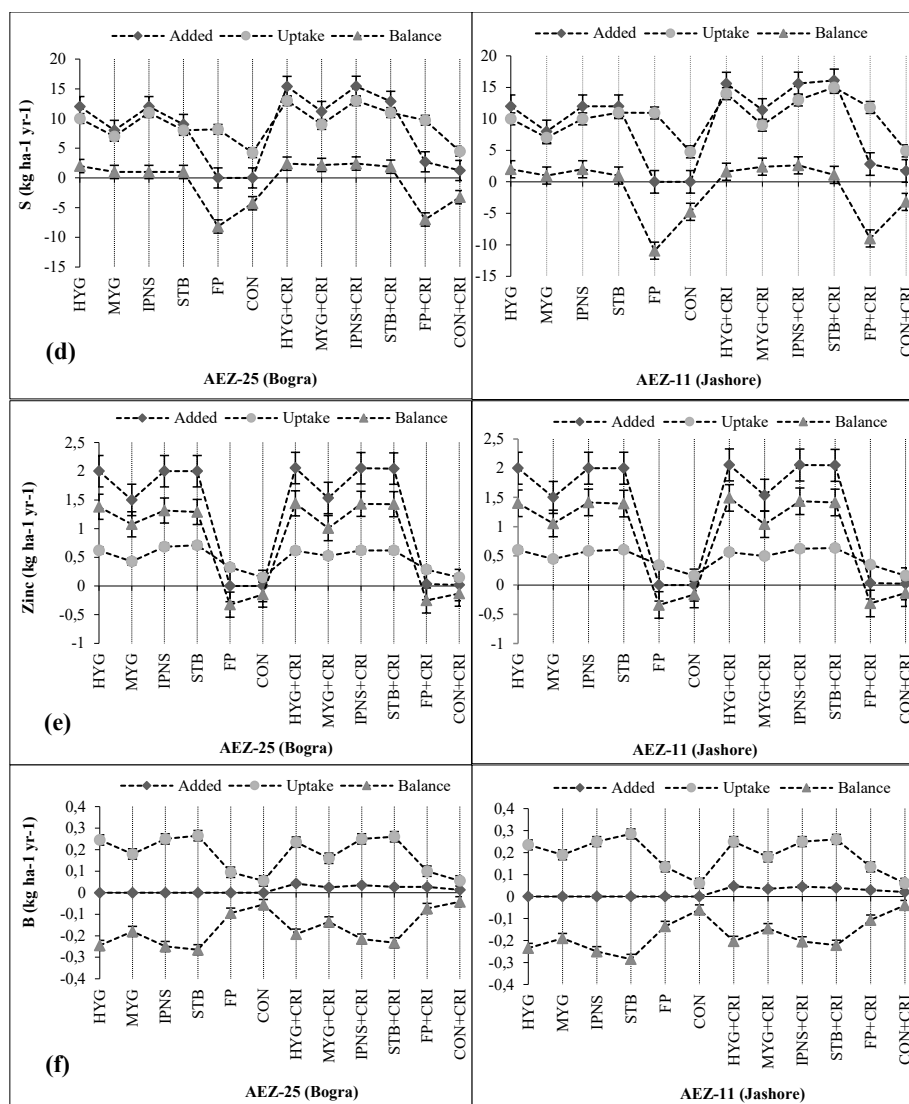 Added Uptake Balance
20
15
10
5
0
-5
-10
-15
S (kg ha-1 yr-1)
HYG
MYG
IPNS
STB
FP
CON
HYG+CRI
MYG+CRI
IPNS+CRI
STB+CRI
FP+CRI
CON+CRI
(d)
AEZ-25 (Bogra)
Added Uptake Balance
20
15
10
5
0
-5
-10
-15
HYG
MYG
IPNS
STB
FP
CON
HYG+CRI
MYG+CRI
IPNS+CRI
STB+CRI
FP+CRI
CON+CRI
AEZ-11 (Jashore)
Added Uptake Balance
2,5
2
1,5
1
0,5
0
-0,5
-1
Zinc (kg ha-1 yr-1)
HYG
MYG
IPNS
STB
FP
CON
HYG+CRI
MYG+CRI
IPNS+CRI
STB+CRI
FP+CRI
CON+CRI
(e)
AEZ-25 (Bogra)
Added Uptake Balance
2,5
2
1,5
1
0,5
0
-0,5
-1
HYG
MYG
IPNS
STB
FP
CON
HYG+CRI
MYG+CRI
IPNS+CRI
STB+CRI
FP+CRI
CON+CRI
AEZ-11 (Jashore)
Added Uptake Balance
0,4
0,3
0,2
0,1
0
-0,1
-0,2
-0,3
-0,4
B (kg ha-1 yr-1)
HYG
MYG
IPNS
STB
FP
CON
HYG+CRI
MYG+CRI
IPNS+CRI
STB+CRI
FP+CRI
CON+CRI
(f)
AEZ-25 (Bogra)
Added Uptake Balance
0,4
0,3
0,2
0,1
0
-0,1
-0,2
-0,3
-0,4
HYG
MYG
IPNS
STB
FP
CON
HYG+CRI
MYG+CRI
IPNS+CRI
STB+CRI
FP+CRI
CON+CRI
AEZ-11 (Jashore)